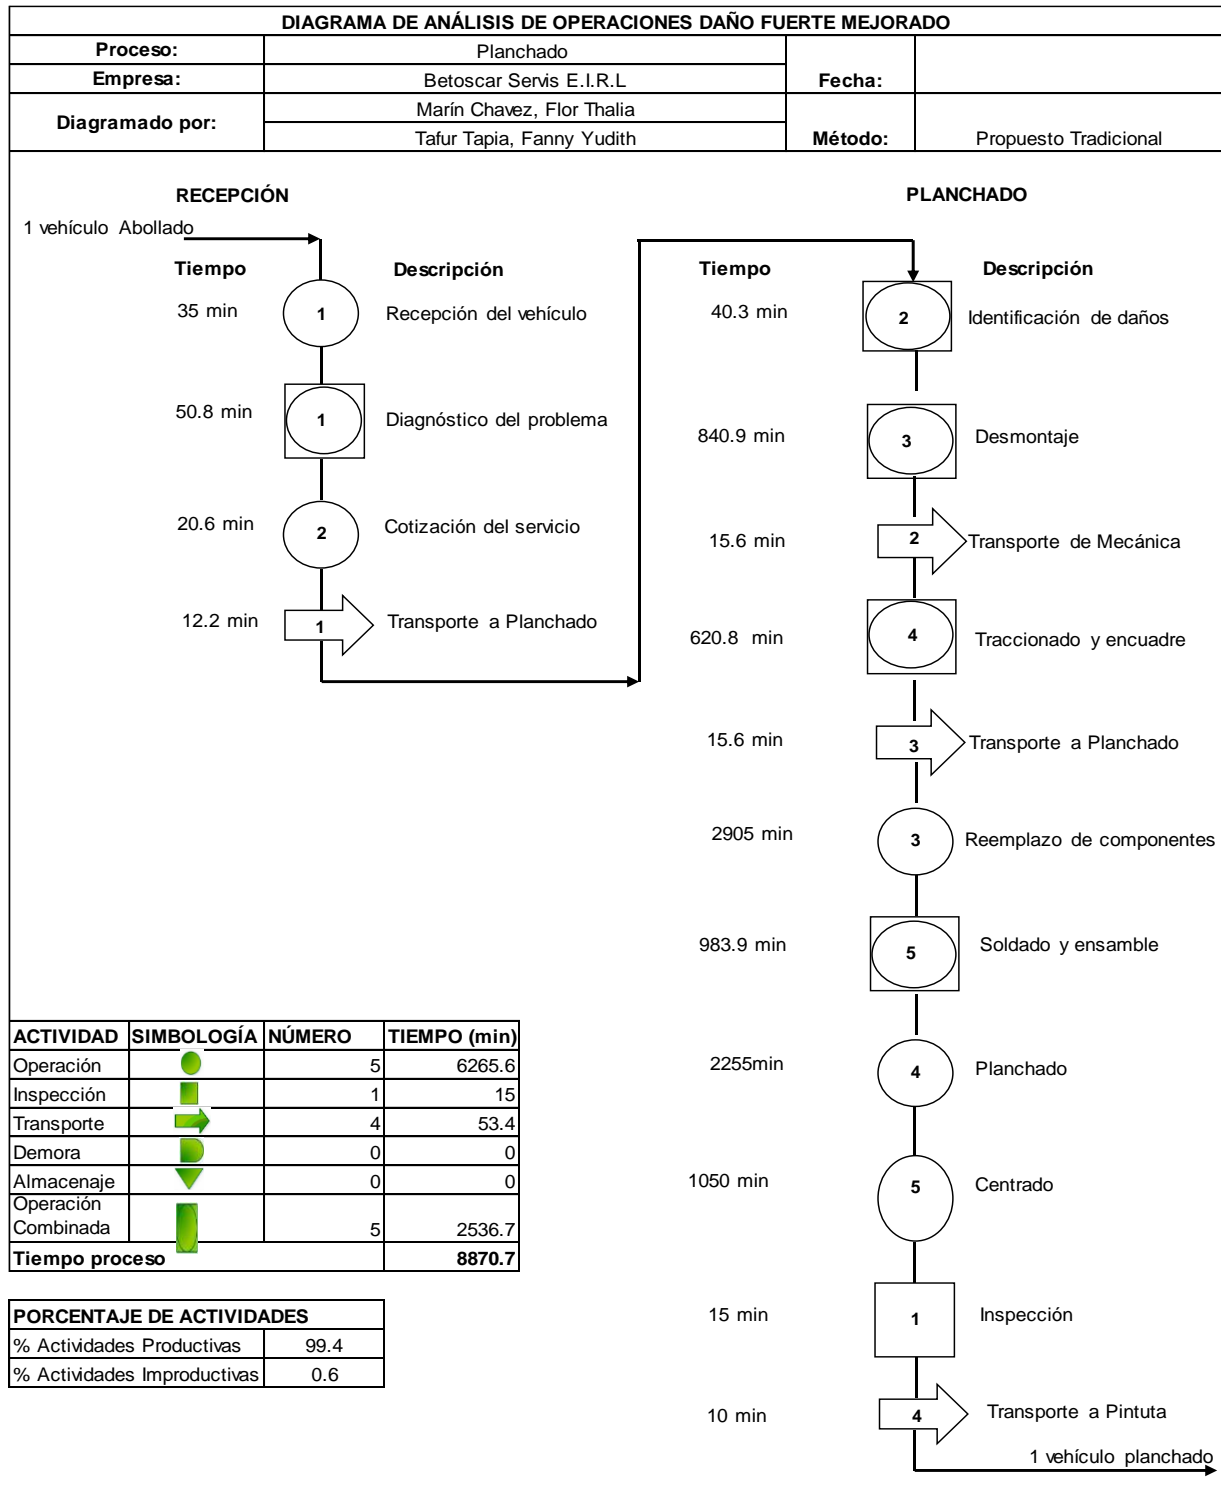 DIAGRAMA DE ANÁLISIS DE OPERACIONES DAÑO FUERTE MEJORADO
Proceso: Planchado
Empresa: Betoscar Servis E.I.R.L Fecha:
Diagramado por: Marín Chavez, Flor Thalia
Tafur Tapia, Fanny Yudith Método: Propuesto Tradicional
RECEPCIÓN
1 vehículo Abollado
Tiempo Descripción
35 min 1 Recepción del vehículo
50.8 min 1 Diagnóstico del problema
20.6 min 2 Cotización del servicio
12.2 min 1 Transporte a Planchado
PLANCHADO
Tiempo Descripción
40.3 min 2 Identificación de daños
840.9 min 3 Desmontaje
15.6 min 2 Transporte de Mecánica
620.8 min 4 Traccionado y encuadre
15.6 min 3 Transporte a Planchado
2905 min 3 Reemplazo de componentes
983.9 min 5 Soldado y ensamble
2255min 4 Planchado
1050 min 5 Centrado
15 min 1 Inspección
10 min 4 Transporte a Pintuta
1 vehículo planchado
ACTIVIDAD SIMBOLOGÍA NÚMERO TIEMPO (min)
Operación 5 6265.6
Inspección 1 15
Transporte 4 53.4
Demora 0 0
Almacenaje 0 0
Operación
Combinada 5 2536.7
Tiempo proceso 8870.7
PORCENTAJE DE ACTIVIDADES
% Actividades Productivas 99.4
% Actividades Improductivas 0.6